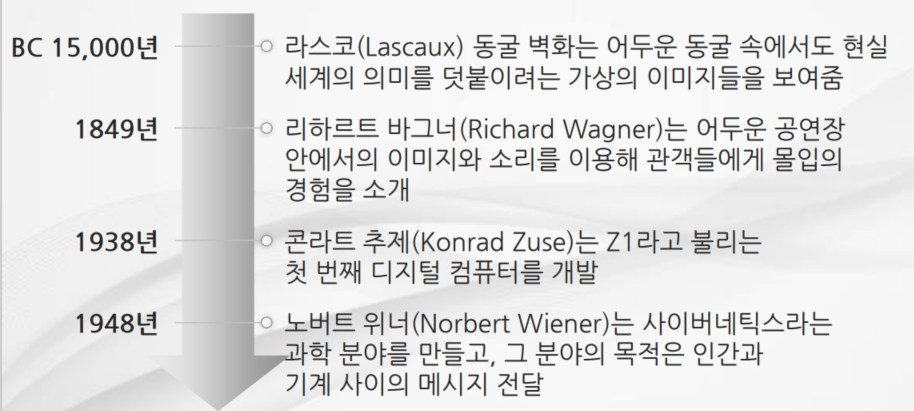 BC 15,000년
라스코(Lascaux) 동굴 벽화는 어두운 동굴 속에서도 현실
세계의 의미를 덧붙이려는 가상의 이미지들을 보여줌
1849년
리하르트 바그너(Richard Wagner)는 어두운 공연장
안에서의 이미지와 소리를 이용해 관객들에게 몰입의
경험을 소개
1938년
콘라트 추제(Konrad Zuse)는 Z1라고 불리는
첫 번째 디지털 컴퓨터를 개발
1948년
노버트 위너(Norbert Wiener)는 사이버네틱스라는
과학 분야를 만들고, 그 분야의 목적은 인간과
기계 사이의 메시지 전달